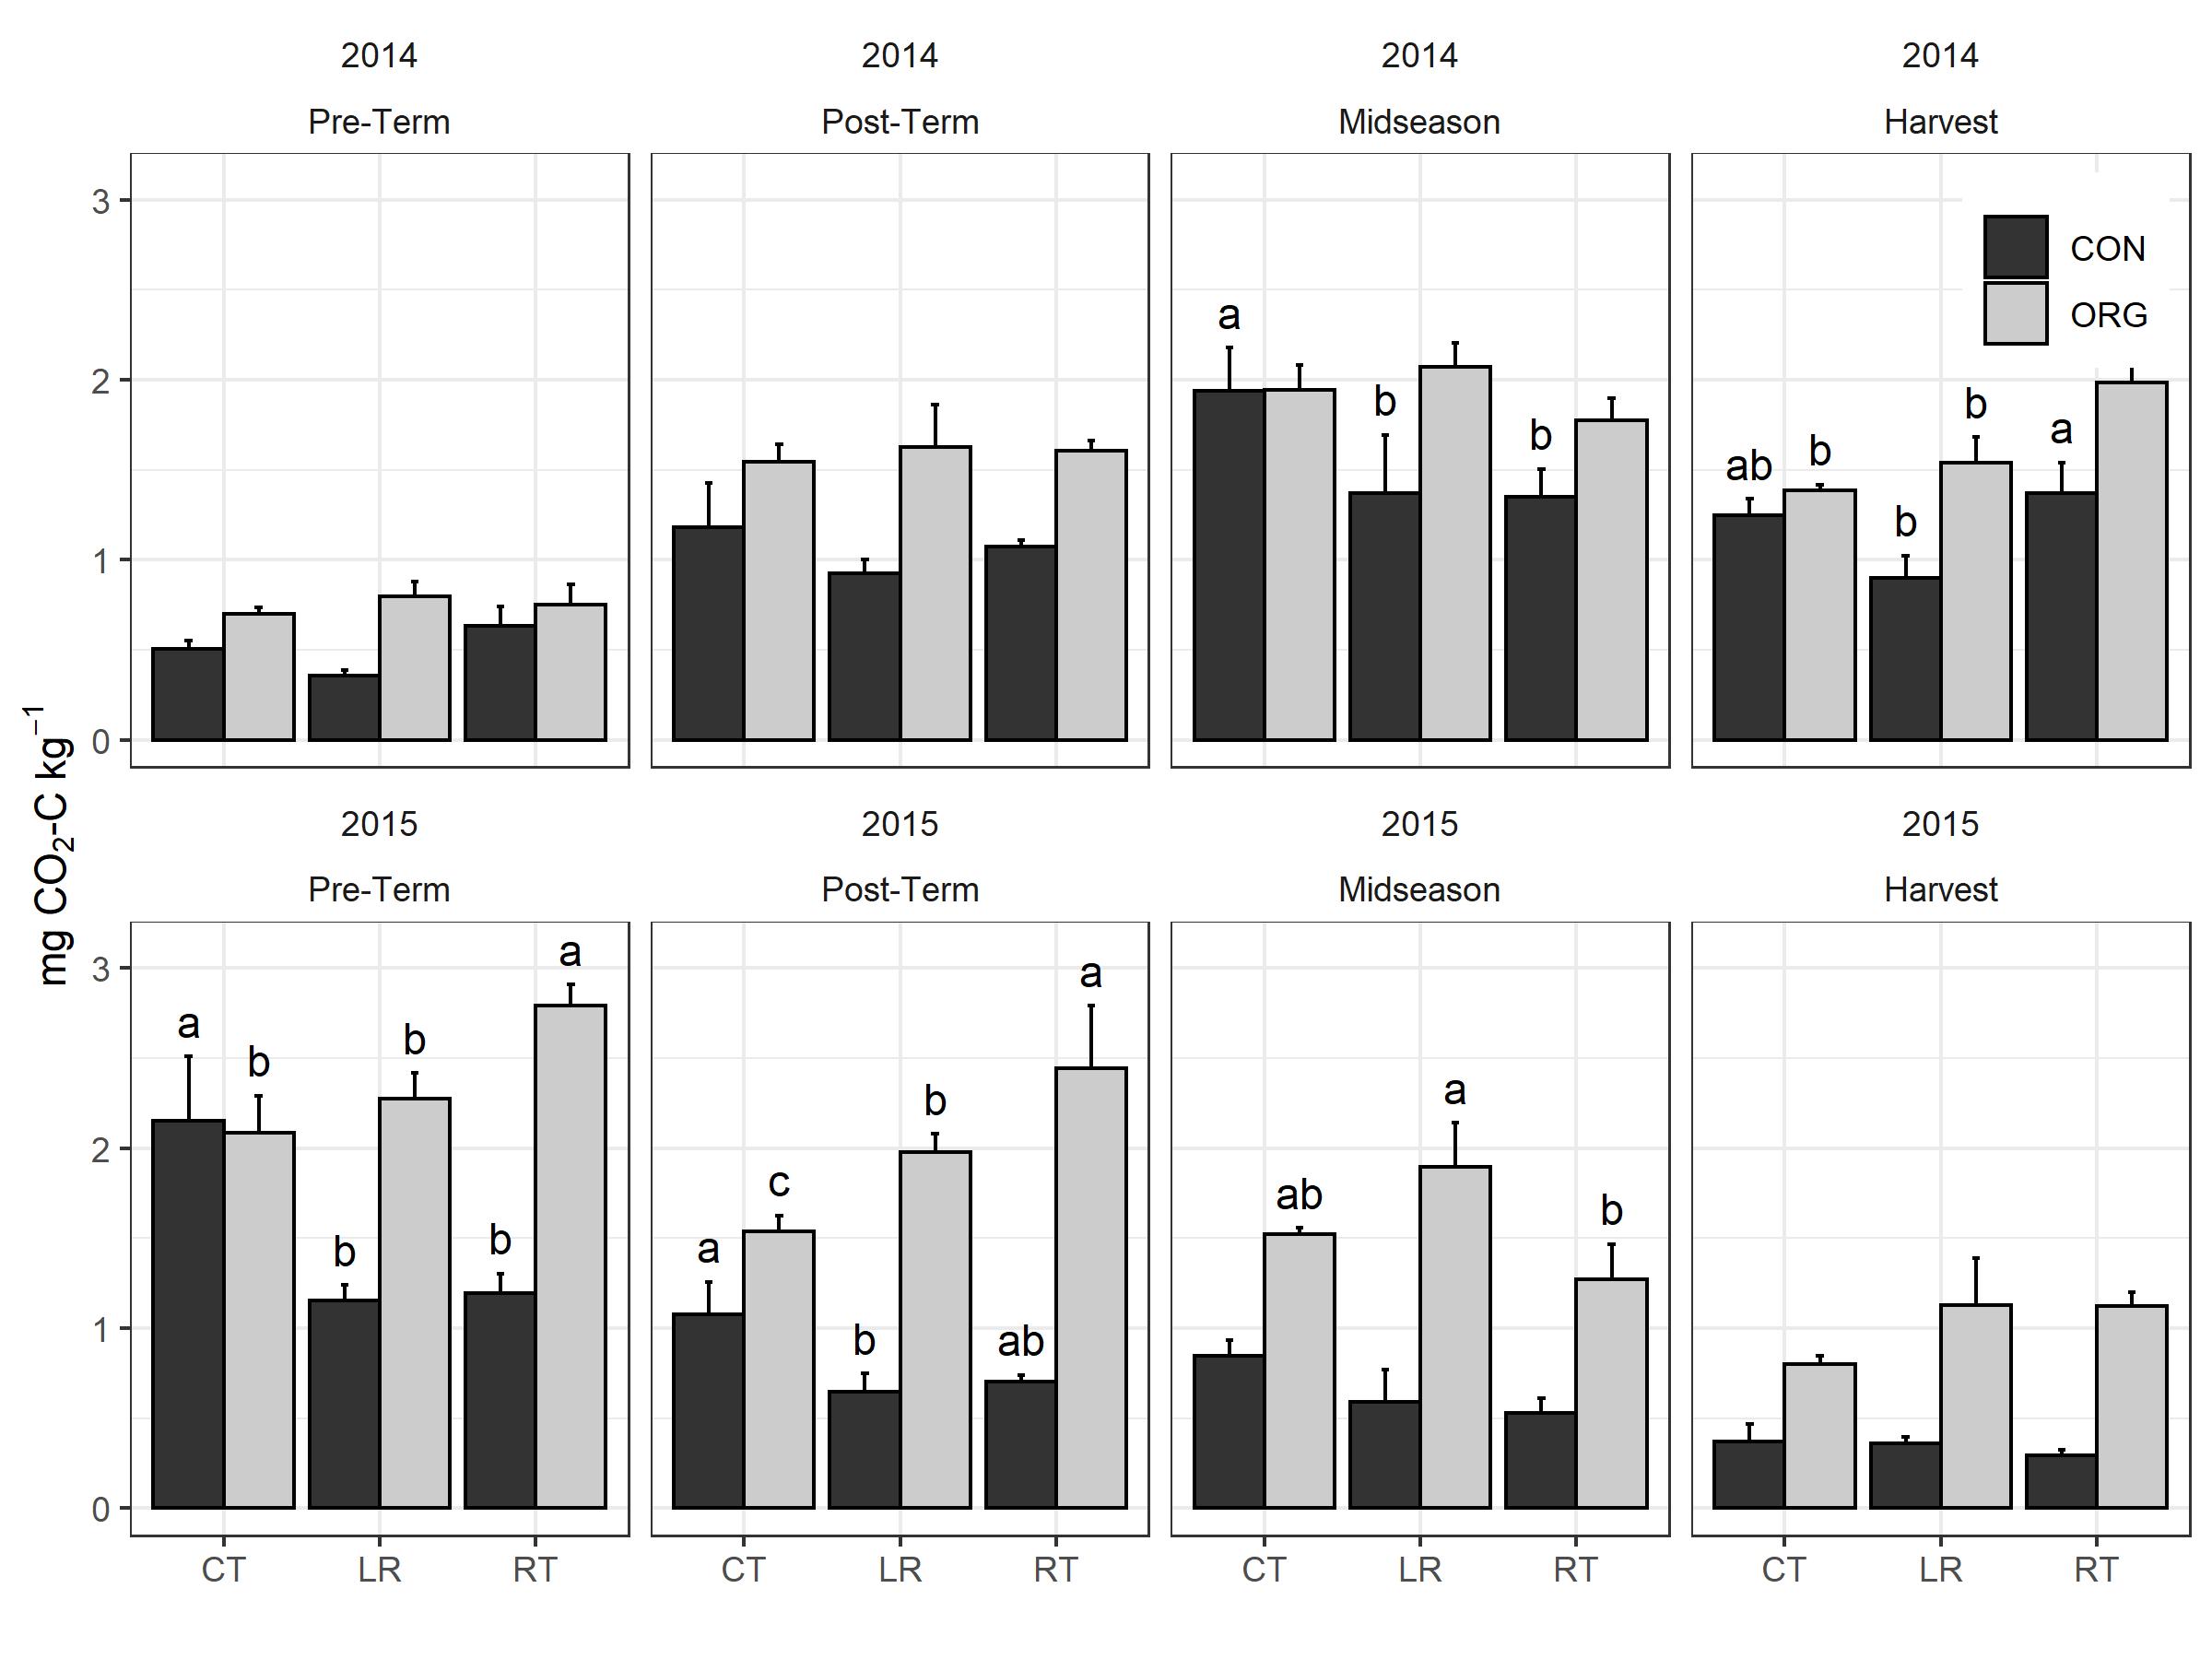 2014 2014 2014 2014
Pre-Term Post-Term Midseason Harvest
3
2
1
0
a
b
b
ab
b
b
b
a
CON
ORG
mg CO₂-C kg⁻¹
2015 2015 2015 2015
Pre-Term Post-Term Midseason Harvest
3
2
1
0
a
b
b
b
b
a
a
c
b
b
ab
a
ab
a
b
CT LR RT CT LR RT CT LR RT CT LR RT